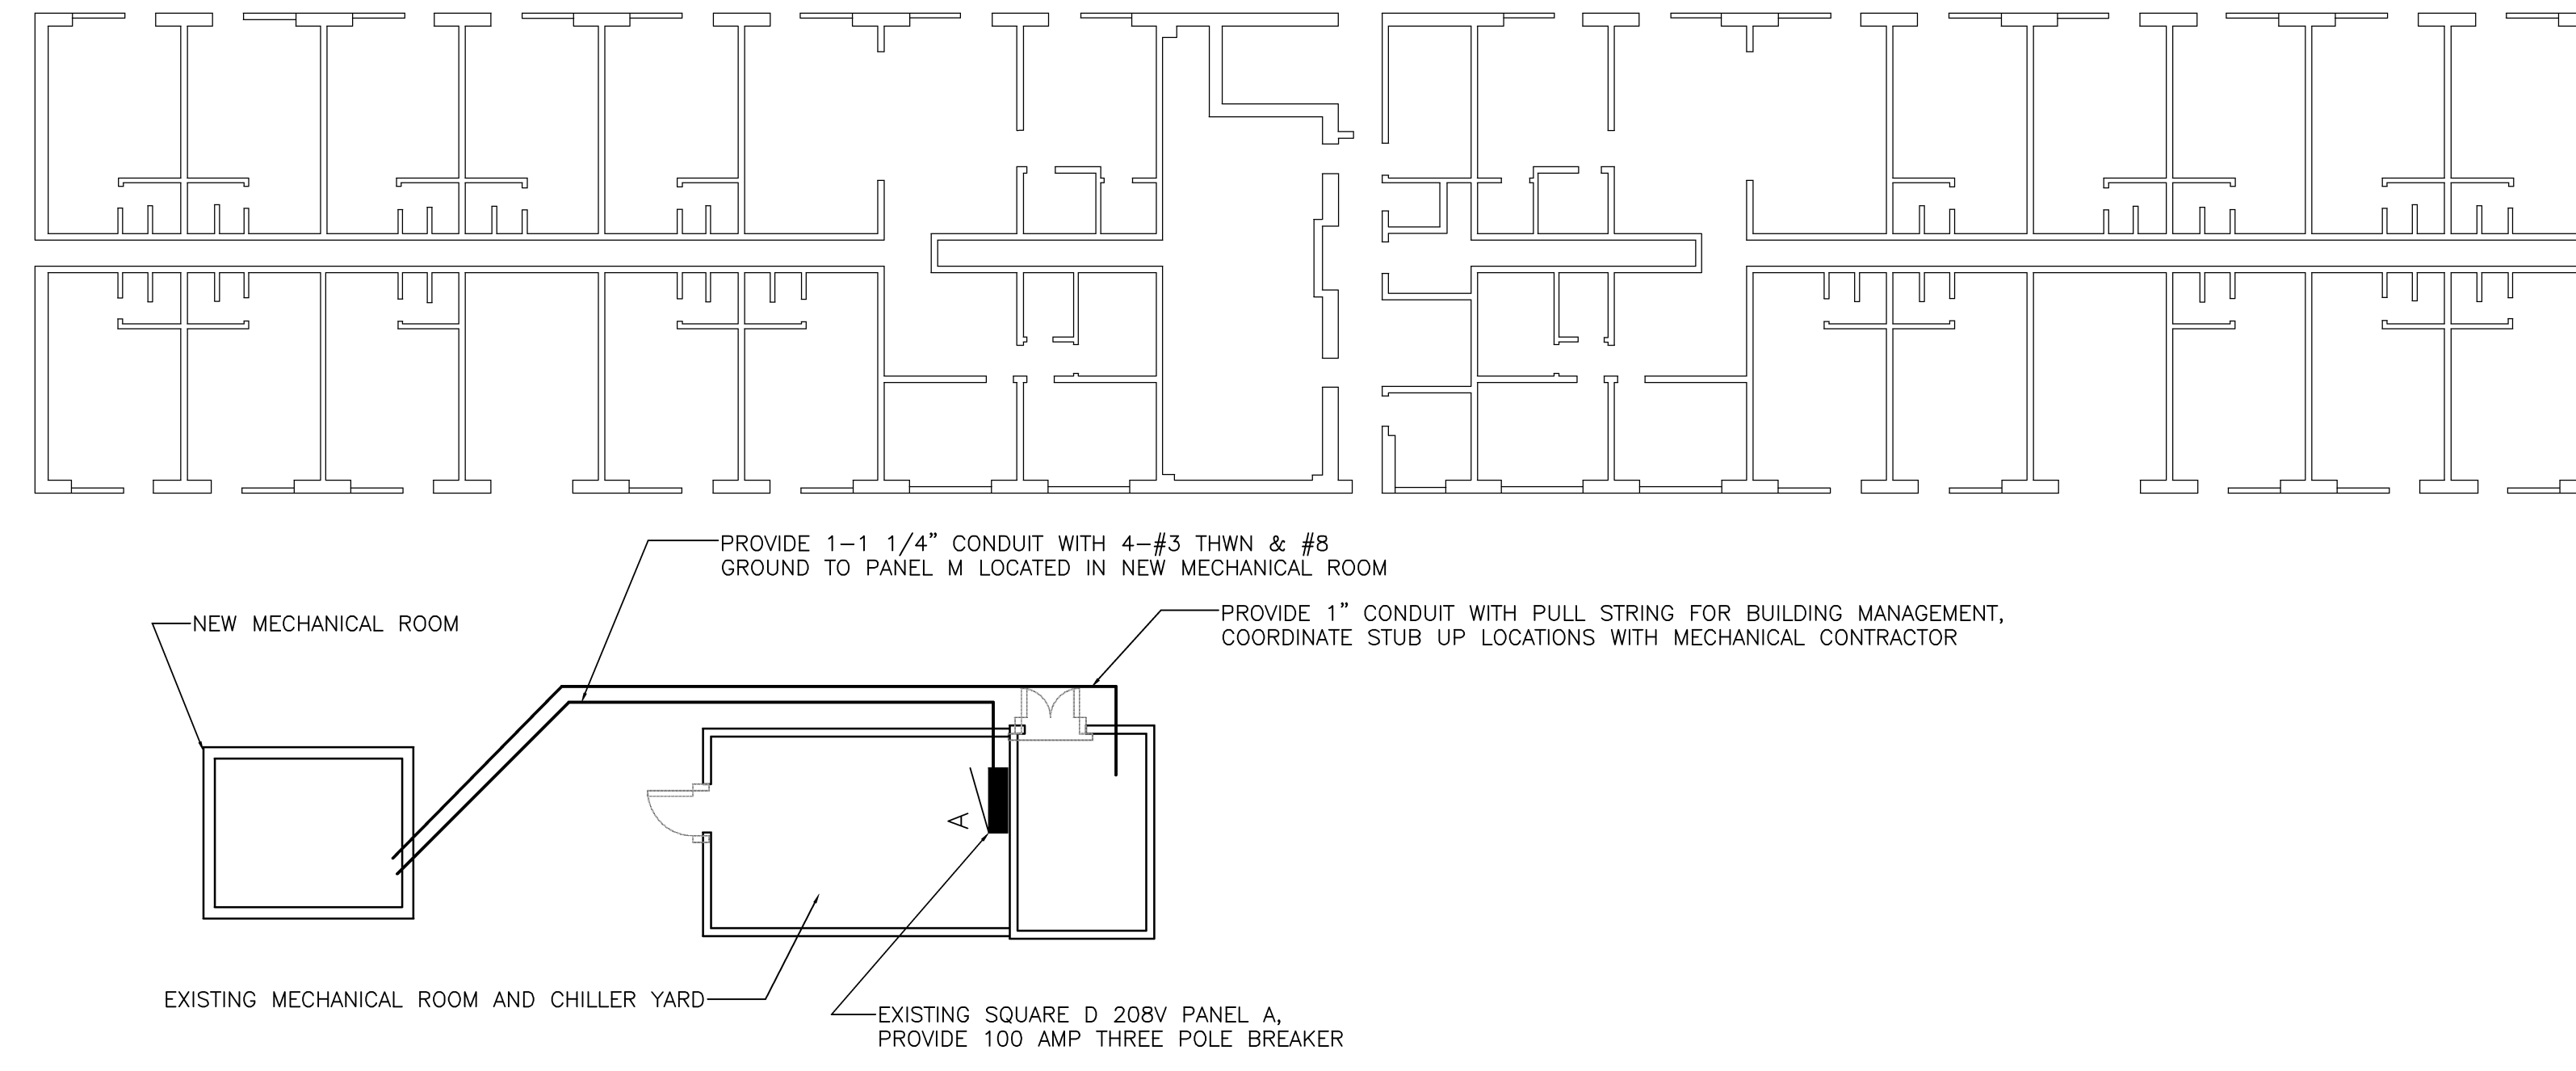 PROVIDE 1-1 1/4" CONDUIT WITH 4-#3 THWN & #8
GROUND TO PANEL M LOCATED IN NEW MECHANICAL ROOM
PROVIDE 1" CONDUIT WITH PULL STRING FOR BUILDING MANAGEMENT,
COORDINATE STUB UP LOCATIONS WITH MECHANICAL CONTRACTOR
NEW MECHANICAL ROOM
A
EXISTING MECHANICAL ROOM AND CHILLER YARD
EXISTING SQUARE D 208V PANEL A,
PROVIDE 100 AMP THREE POLE BREAKER